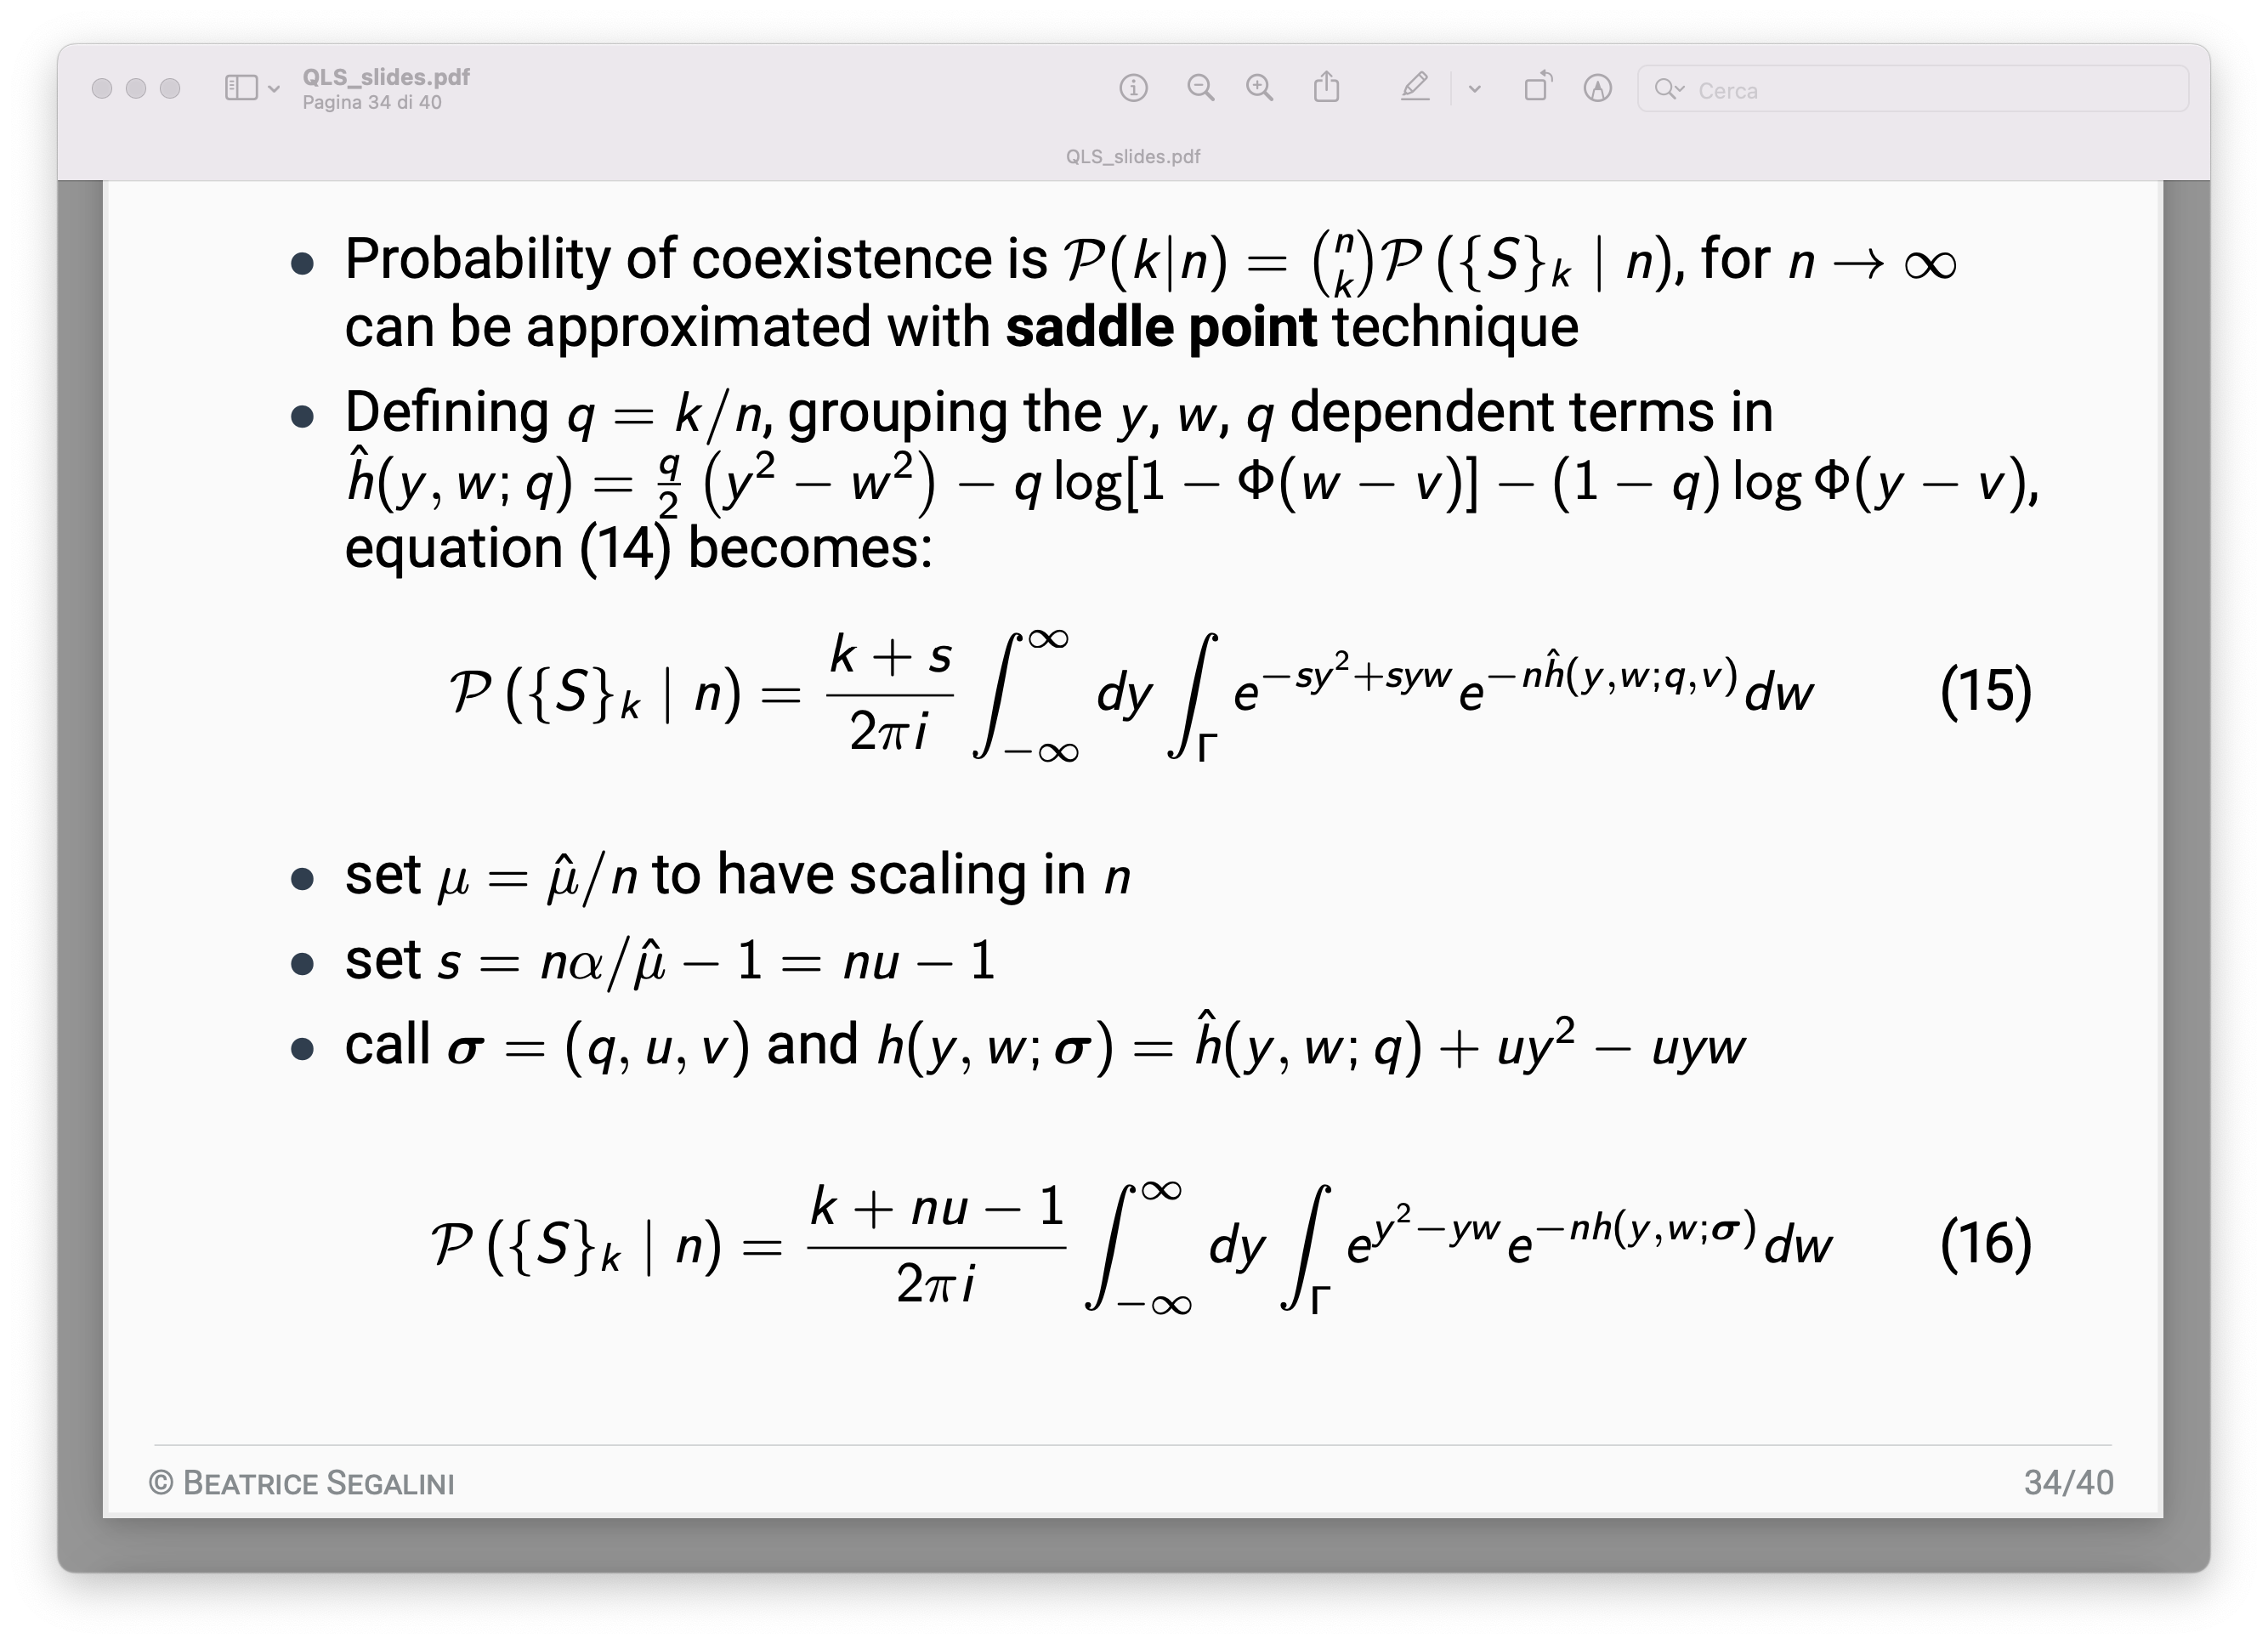 QLS_slides.pdf
Pagina 34 di 40
Cerca
QLS_slides.pdf
• Probability of coexistence is 𝒫(k|n) = (n k)𝒫({S}ₖ | n), for n → ∞
can be approximated with saddle point technique
• Defining q = k/n, grouping the y, w, q dependent terms in
ĥ(y, w; q) = q/2 (y² − w²) − q log[1 − Φ(w − v)] − (1 − q) log Φ(y − v),
equation (14) becomes:
𝒫({S}ₖ | n) = (k + s)/(2πi) ∫_{−∞}^{∞} dy ∫_Γ e^{−sy²+syw} e^{−nĥ(y,w;q,v)} dw (15)
• set μ = μ̂/n to have scaling in n
• set s = nα/μ̂ − 1 = nu − 1
• call σ = (q, u, v) and h(y, w; σ) = ĥ(y, w; q) + uy² − uyw
𝒫({S}ₖ | n) = (k + nu − 1)/(2πi) ∫_{−∞}^{∞} dy ∫_Γ e^{y²−yw} e^{−nh(y,w;σ)} dw (16)
© BEATRICE SEGALINI
34/40